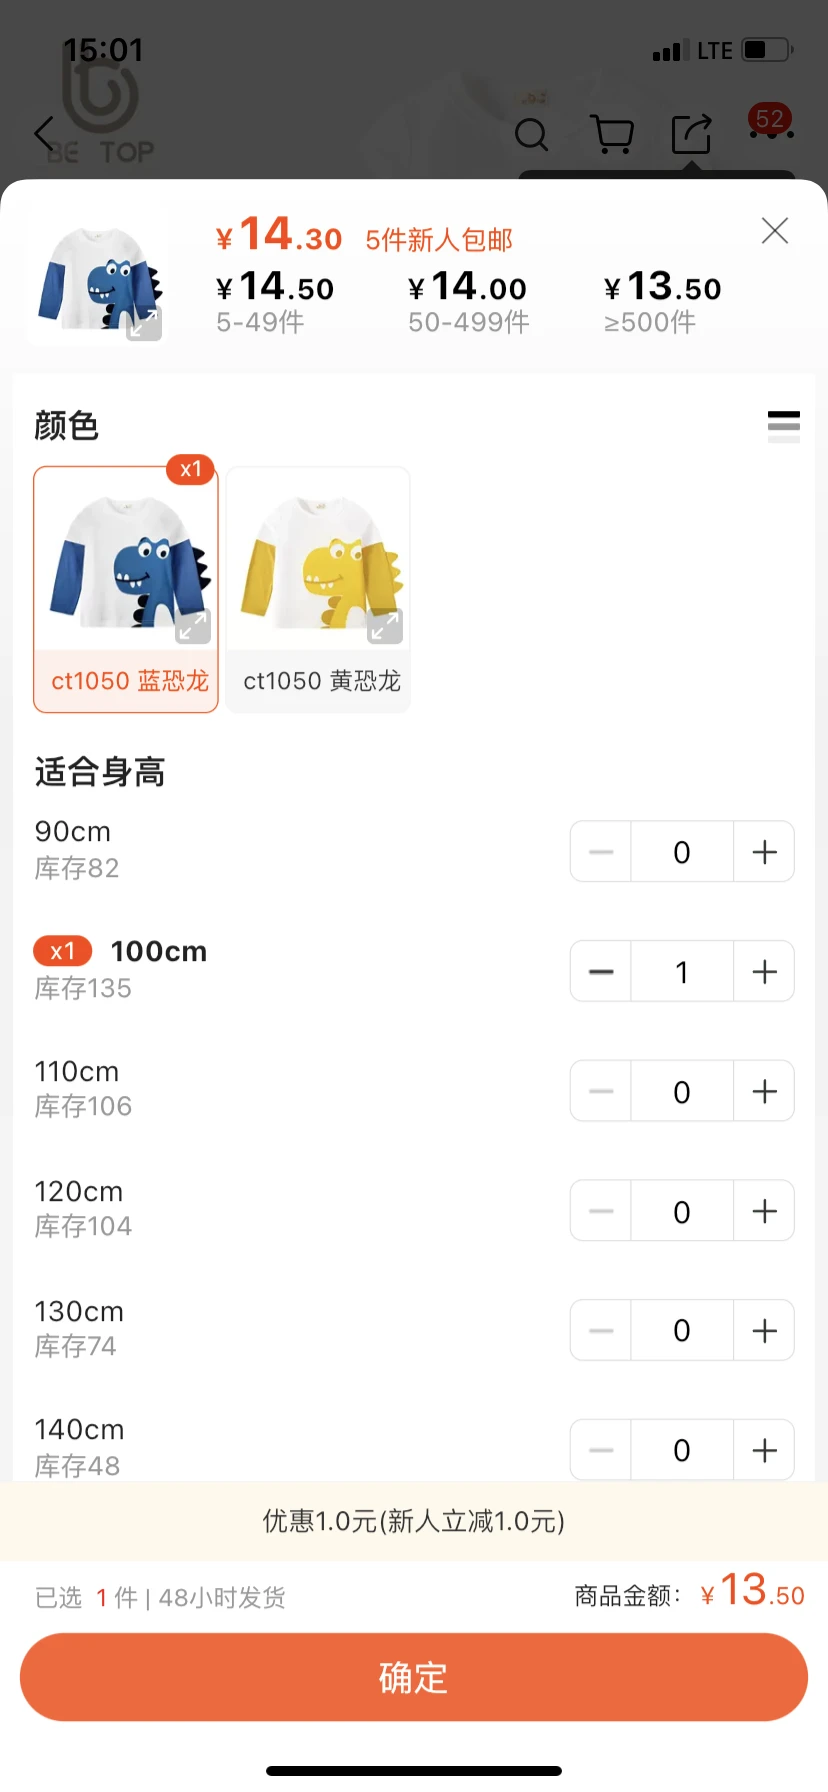 15:01
LTE
BE TOP
52
¥14.30 5件新人包邮
¥14.50 ¥14.00 ¥13.50
5-49件 50-499件 ≥500件
颜色
x1
ct1050 蓝恐龙 ct1050 黄恐龙
适合身高
90cm
库存82
0
x1 100cm
库存135
1
110cm
库存106
0
120cm
库存104
0
130cm
库存74
0
140cm
库存48
0
优惠1.0元(新人立减1.0元)
已选 1 件 | 48小时发货 商品金额: ¥13.50
确定